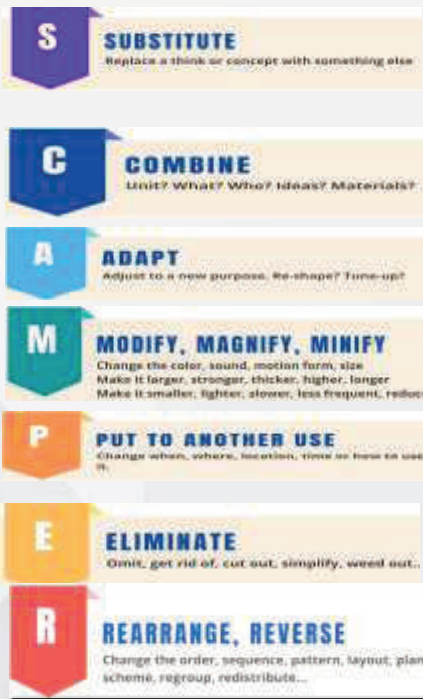 S
SUBSTITUTE
Replace a think or concept with something else
C
COMBINE
Unit? What? Who? Ideas? Materials?
A
ADAPT
Adjust to a new purpose. Re-shape? Tune-up?
M
MODIFY, MAGNIFY, MINIFY
Change the color, sound, motion form, size
Make it larger, stronger, thicker, higher, longer
Make it smaller, lighter, slower, less frequent, reduce
P
PUT TO ANOTHER USE
Change when, where, location, time or how to use
it.
E
ELIMINATE
Omit, get rid of, cut out, simplify, weed out..
R
REARRANGE, REVERSE
Change the order, sequence, pattern, layout, plan
scheme, regroup, redistribute...